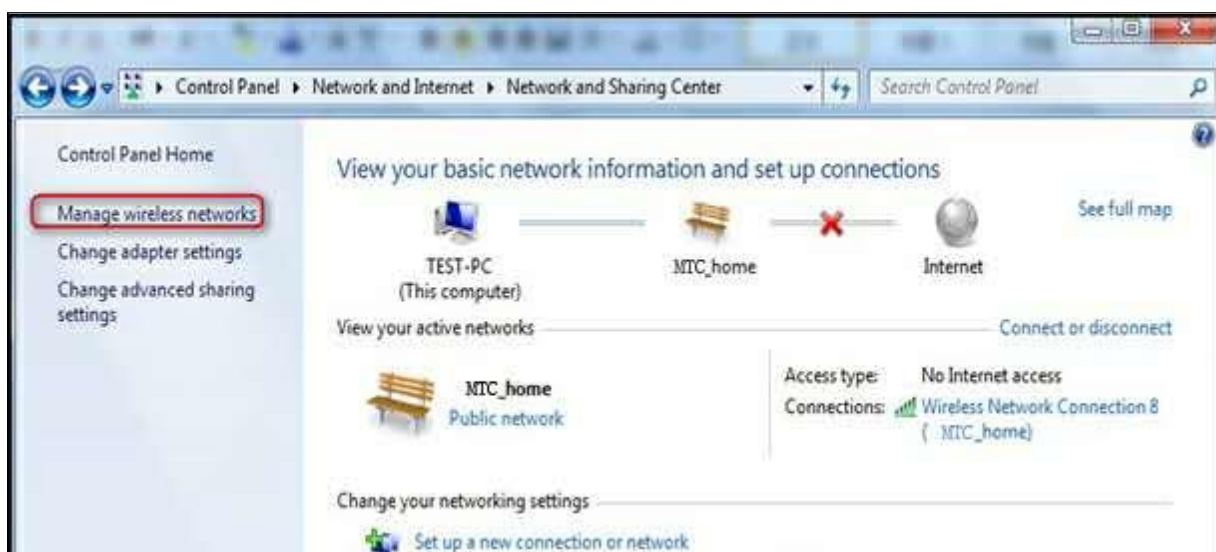 Control Panel Network and Internet Network and Sharing Center
Search Control Panel
Control Panel Home
Manage wireless networks
Change adapter settings
Change advanced sharing
settings
View your basic network information and set up connections
See full map
TEST-PC
(This computer)
MTC_home
Internet
View your active networks
Connect or disconnect
MTC_home
Public network
Access type: No Internet access
Connections: Wireless Network Connection 8
( MTC_home)
Change your networking settings
Set up a new connection or network